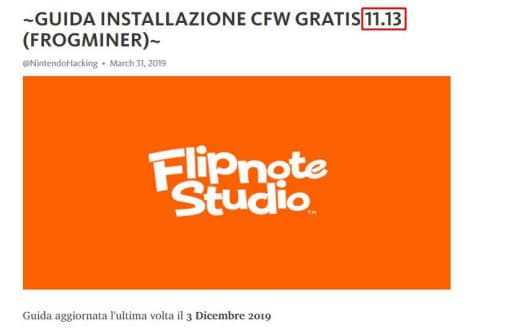 ~GUIDA INSTALLAZIONE CFW GRATIS 11.13
(FROGMINER)~
@NintendoHacking • March 31, 2019
Flipnote
Studio™
Guida aggiornata l'ultima volta il 3 Dicembre 2019